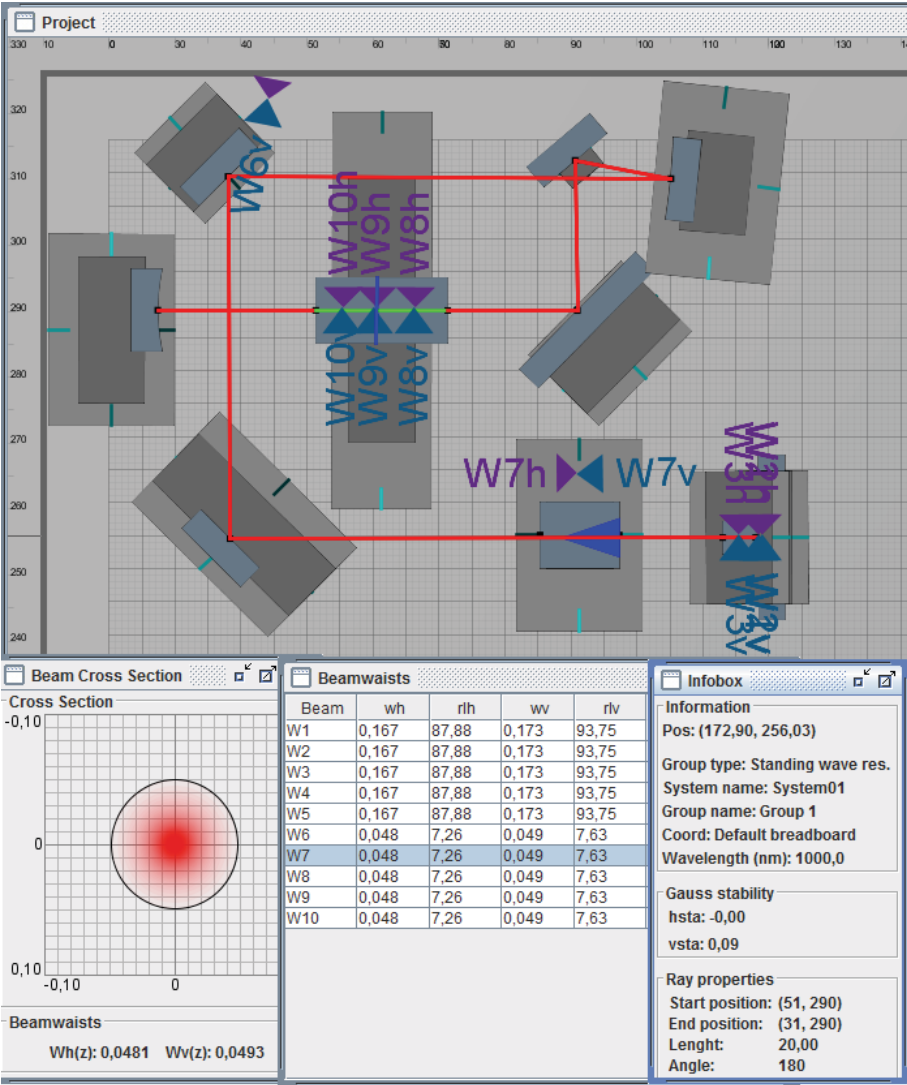 Project
330 10 0 30 40 50 60 70 80 90 100 110 120 130
320
310
300
290
280
270
260
250
240
W6v
W10h
W9h
W8h
W10v
W9v
W8v
W7h
W7v
W3h
W3v
Beam Cross Section
Cross Section
-0,10
0
0,10
-0,10 0
Beamwaists
Wh(z): 0,0481 Wv(z): 0,0493
Beamwaists
Beam wh rlh wv rlv
W1 0,167 87,88 0,173 93,75
W2 0,167 87,88 0,173 93,75
W3 0,167 87,88 0,173 93,75
W4 0,167 87,88 0,173 93,75
W5 0,167 87,88 0,173 93,75
W6 0,048 7,26 0,049 7,63
W7 0,048 7,26 0,049 7,63
W8 0,048 7,26 0,049 7,63
W9 0,048 7,26 0,049 7,63
W10 0,048 7,26 0,049 7,63
Infobox
Information
Pos: (172,90, 256,03)
Group type: Standing wave res.
System name: System01
Group name: Group 1
Coord: Default breadboard
Wavelength (nm): 1000,0
Gauss stability
hsta: -0,00
vsta: 0,09
Ray properties
Start position: (51, 290)
End position: (31, 290)
Lenght: 20,00
Angle: 180